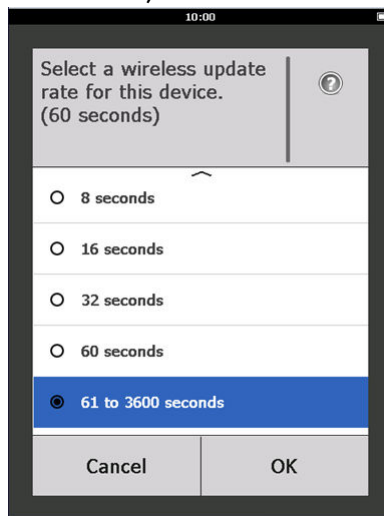 10:00
Select a wireless update
rate for this device.
(60 seconds)
?
8 seconds
16 seconds
32 seconds
60 seconds
61 to 3600 seconds
Cancel
OK